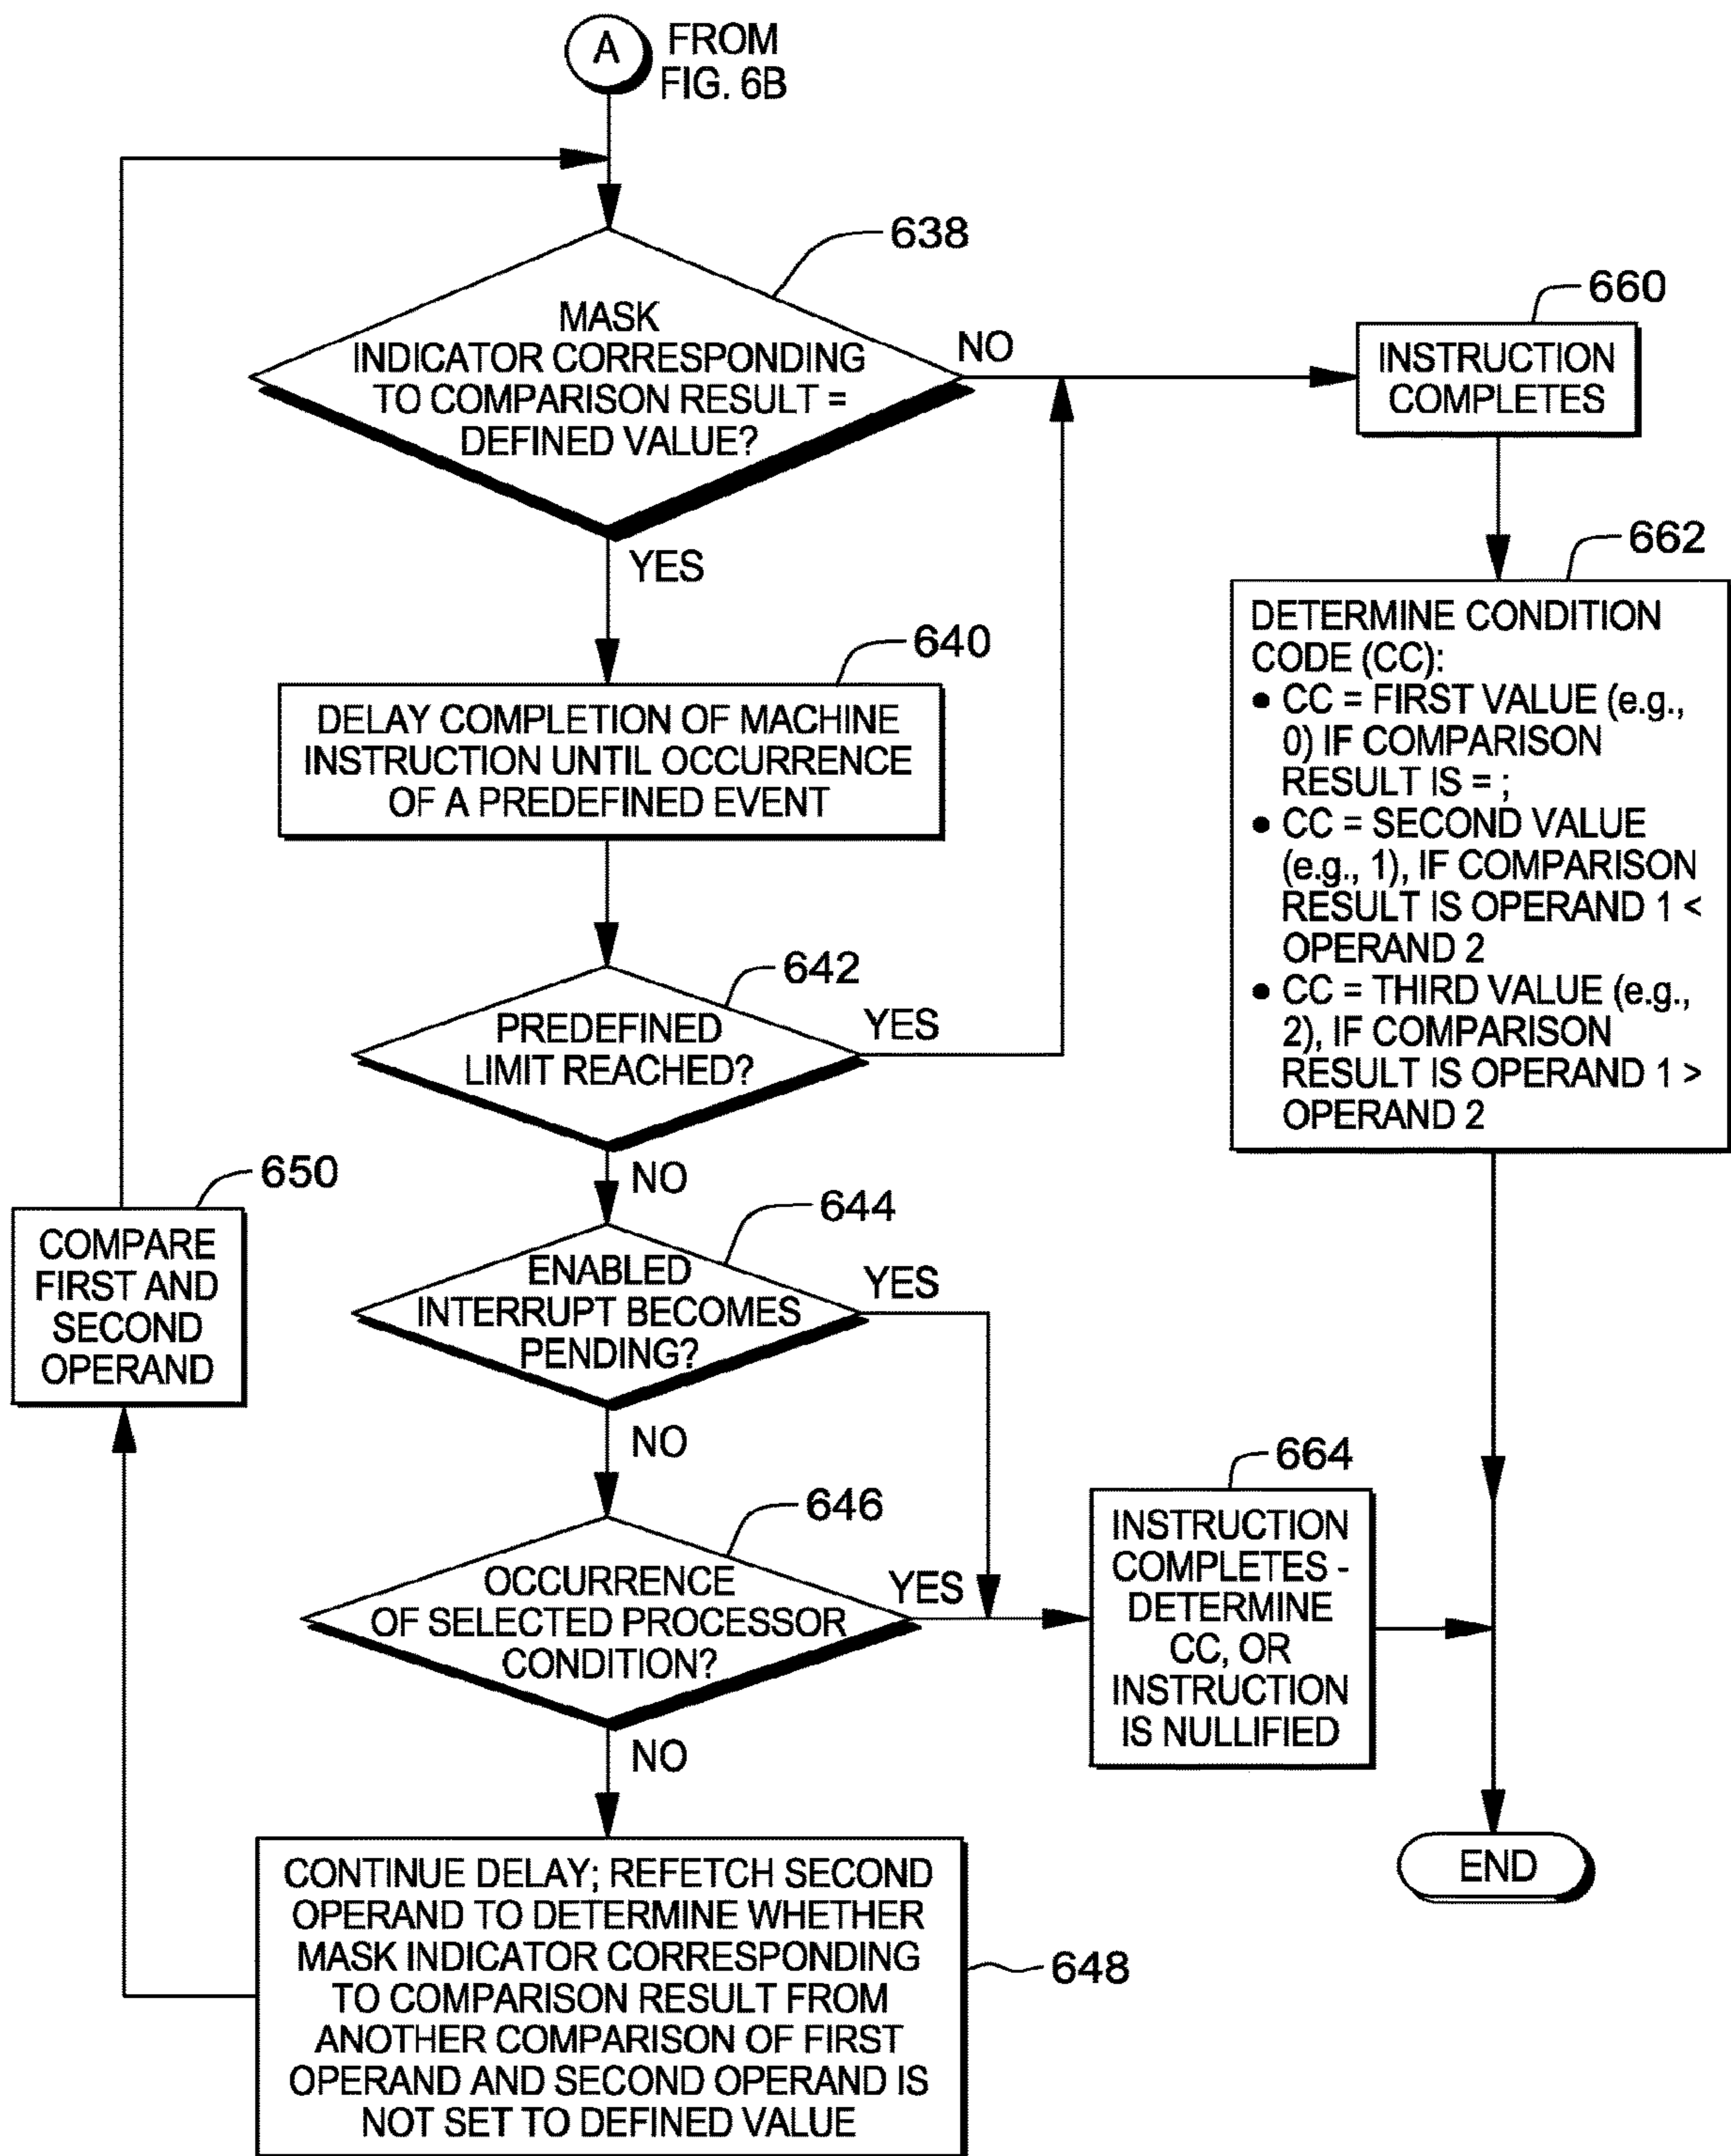 A
FROM
FIG. 6B
638
MASK
INDICATOR CORRESPONDING
TO COMPARISON RESULT =
DEFINED VALUE?
NO
YES
660
INSTRUCTION
COMPLETES
662
DETERMINE CONDITION
CODE (CC):
• CC = FIRST VALUE (e.g.,
0) IF COMPARISON
RESULT IS = ;
• CC = SECOND VALUE
(e.g., 1), IF COMPARISON
RESULT IS OPERAND 1 <
OPERAND 2
• CC = THIRD VALUE (e.g.,
2), IF COMPARISON
RESULT IS OPERAND 1 >
OPERAND 2
640
DELAY COMPLETION OF MACHINE
INSTRUCTION UNTIL OCCURRENCE
OF A PREDEFINED EVENT
642
PREDEFINED
LIMIT REACHED?
YES
NO
650
COMPARE
FIRST AND
SECOND
OPERAND
644
ENABLED
INTERRUPT BECOMES
PENDING?
YES
NO
646
OCCURRENCE
OF SELECTED PROCESSOR
CONDITION?
YES
NO
664
INSTRUCTION
COMPLETES -
DETERMINE
CC, OR
INSTRUCTION
IS NULLIFIED
END
648
CONTINUE DELAY; REFETCH SECOND
OPERAND TO DETERMINE WHETHER
MASK INDICATOR CORRESPONDING
TO COMPARISON RESULT FROM
ANOTHER COMPARISON OF FIRST
OPERAND AND SECOND OPERAND IS
NOT SET TO DEFINED VALUE